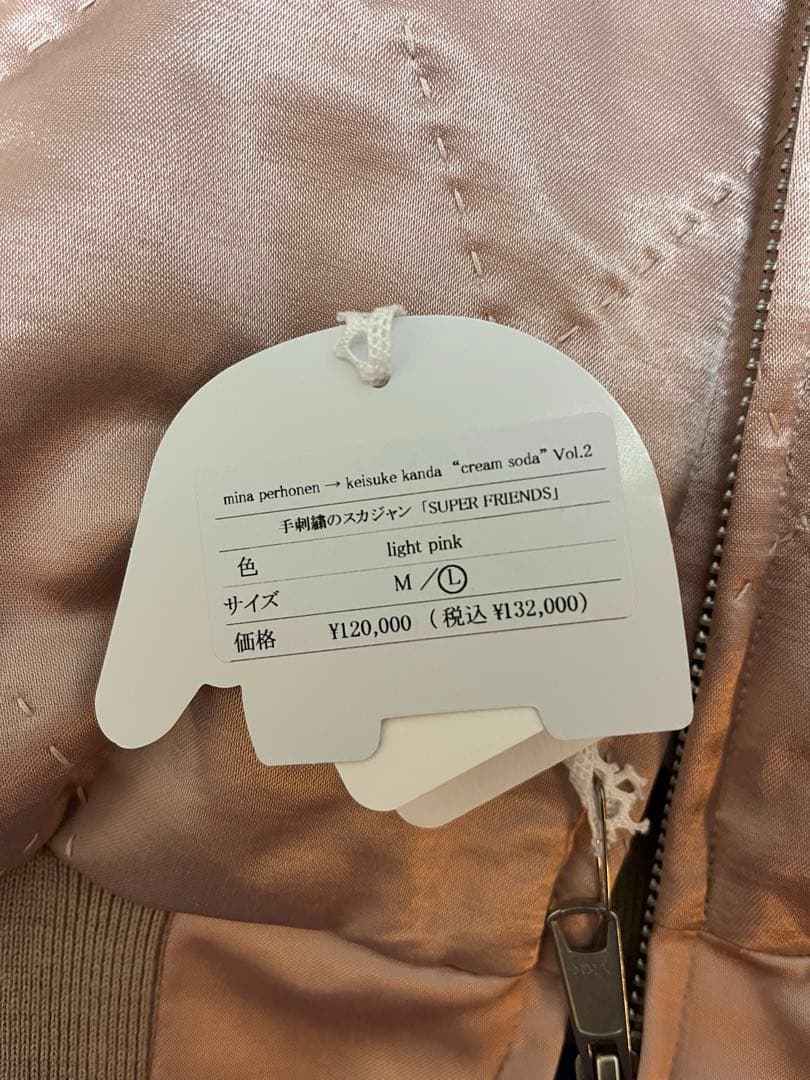 mina perhonen → keisuke kanda “cream soda” Vol.2
手刺繍のスカジャン「SUPER FRIENDS」
色 light pink
サイズ M／Ⓛ
価格 ¥120,000（税込 ¥132,000）
YKK